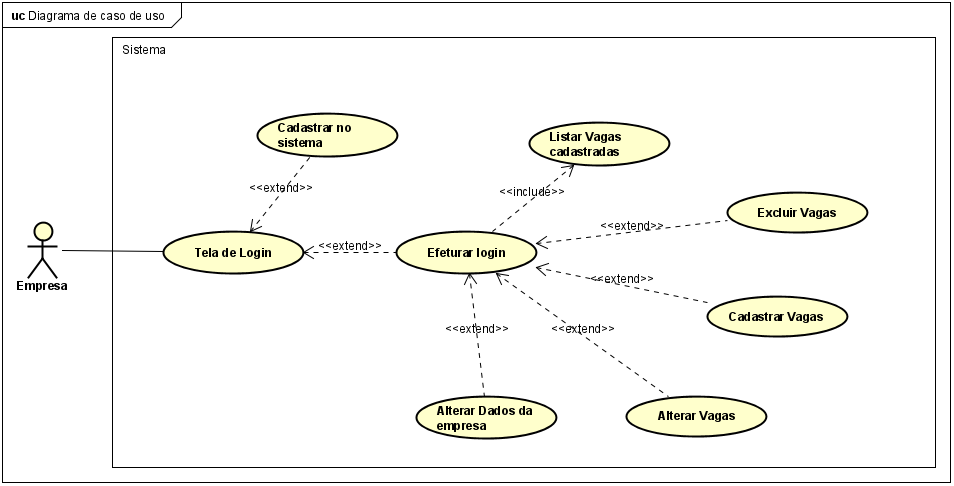 uc Diagrama de caso de uso
Sistema
Cadastrar no
sistema
Listar Vagas
cadastradas
<<extend>>
<<include>>
Excluir Vagas
<<extend>>
Tela de Login
<<extend>>
Efeturar login
Empresa
<<extend>>
Cadastrar Vagas
<<extend>>
<<extend>>
Alterar Dados da
empresa
Alterar Vagas